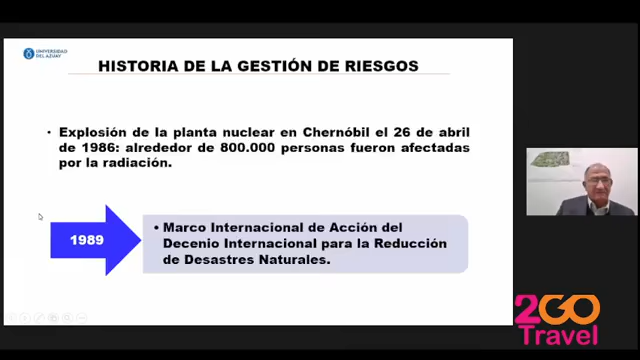 UNIVERSIDAD
DEL AZUAY
HISTORIA DE LA GESTIÓN DE RIESGOS
• Explosión de la planta nuclear en Chernóbil el 26 de abril
de 1986: alrededor de 800.000 personas fueron afectadas
por la radiación.
1989
• Marco Internacional de Acción del
Decenio Internacional para la Reducción
de Desastres Naturales.
2GO
Travel